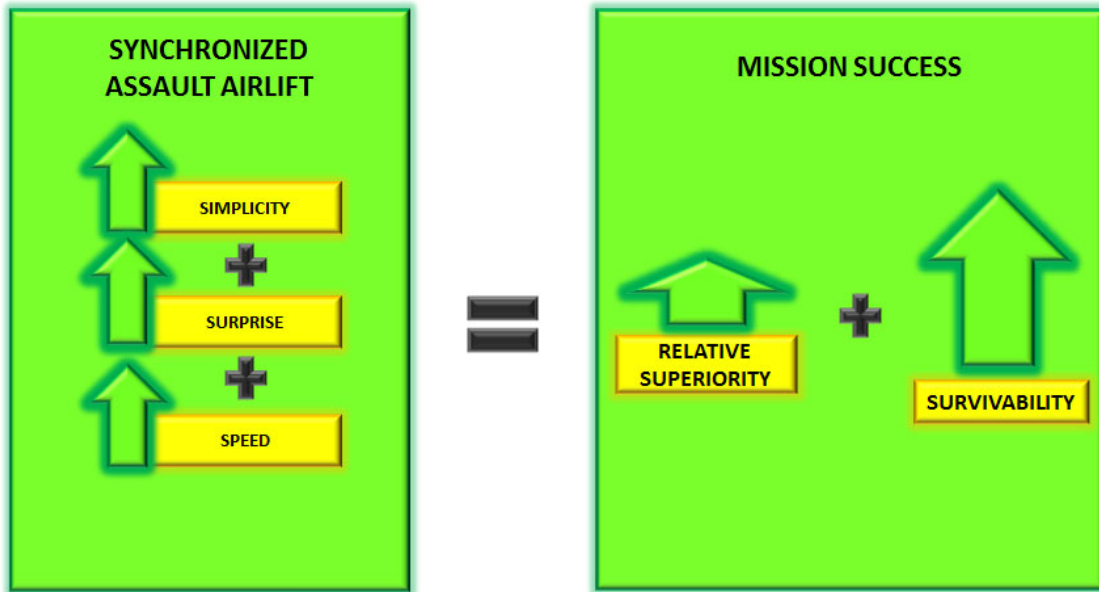 SYNCHRONIZED
ASSAULT AIRLIFT
SIMPLICITY
+
SURPRISE
+
SPEED
=
MISSION SUCCESS
RELATIVE
SUPERIORITY
+
SURVIVABILITY